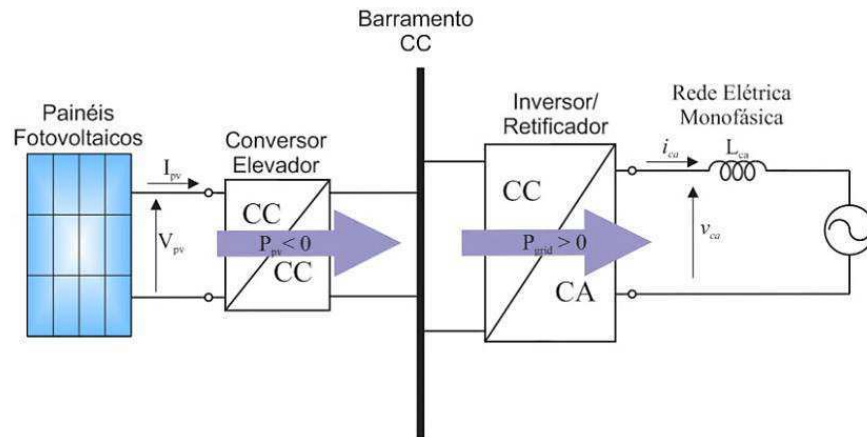 Barramento
CC
Painéis
Fotovoltaicos
Conversor
Elevador
Inversor/
Retificador
Rede Elétrica
Monofásica
I_pv
V_pv
CC
P_pv < 0
CC
CC
P_grid > 0
CA
i_ca
L_ca
v_ca